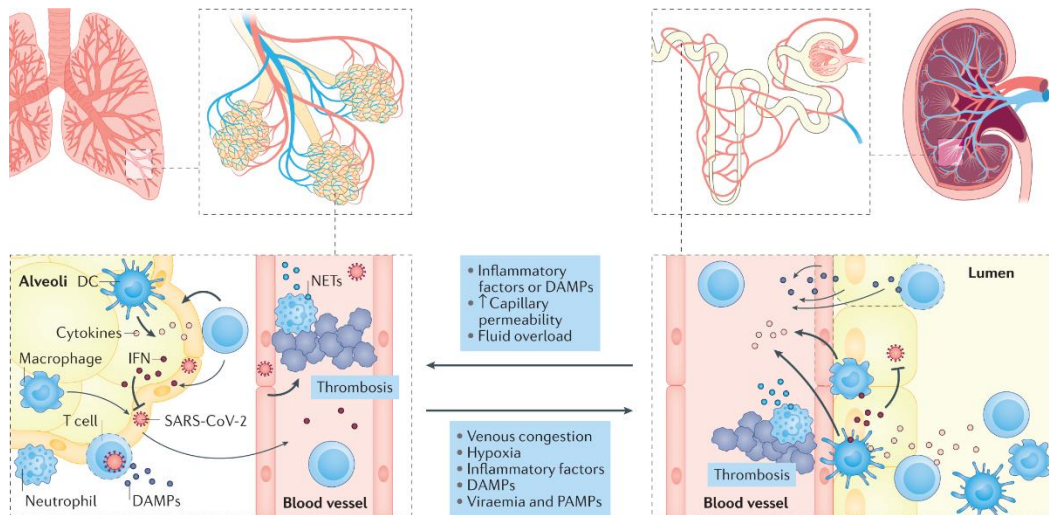 Alveoli
DC
Cytokines
Macrophage
IFN
T cell
SARS-CoV-2
Neutrophil
DAMPs
NETs
Thrombosis
Blood vessel
• Inflammatory
factors or DAMPs
• ↑ Capillary
permeability
• Fluid overload
• Venous congestion
• Hypoxia
• Inflammatory factors
• DAMPs
• Viraemia and PAMPs
Lumen
Thrombosis
Blood vessel